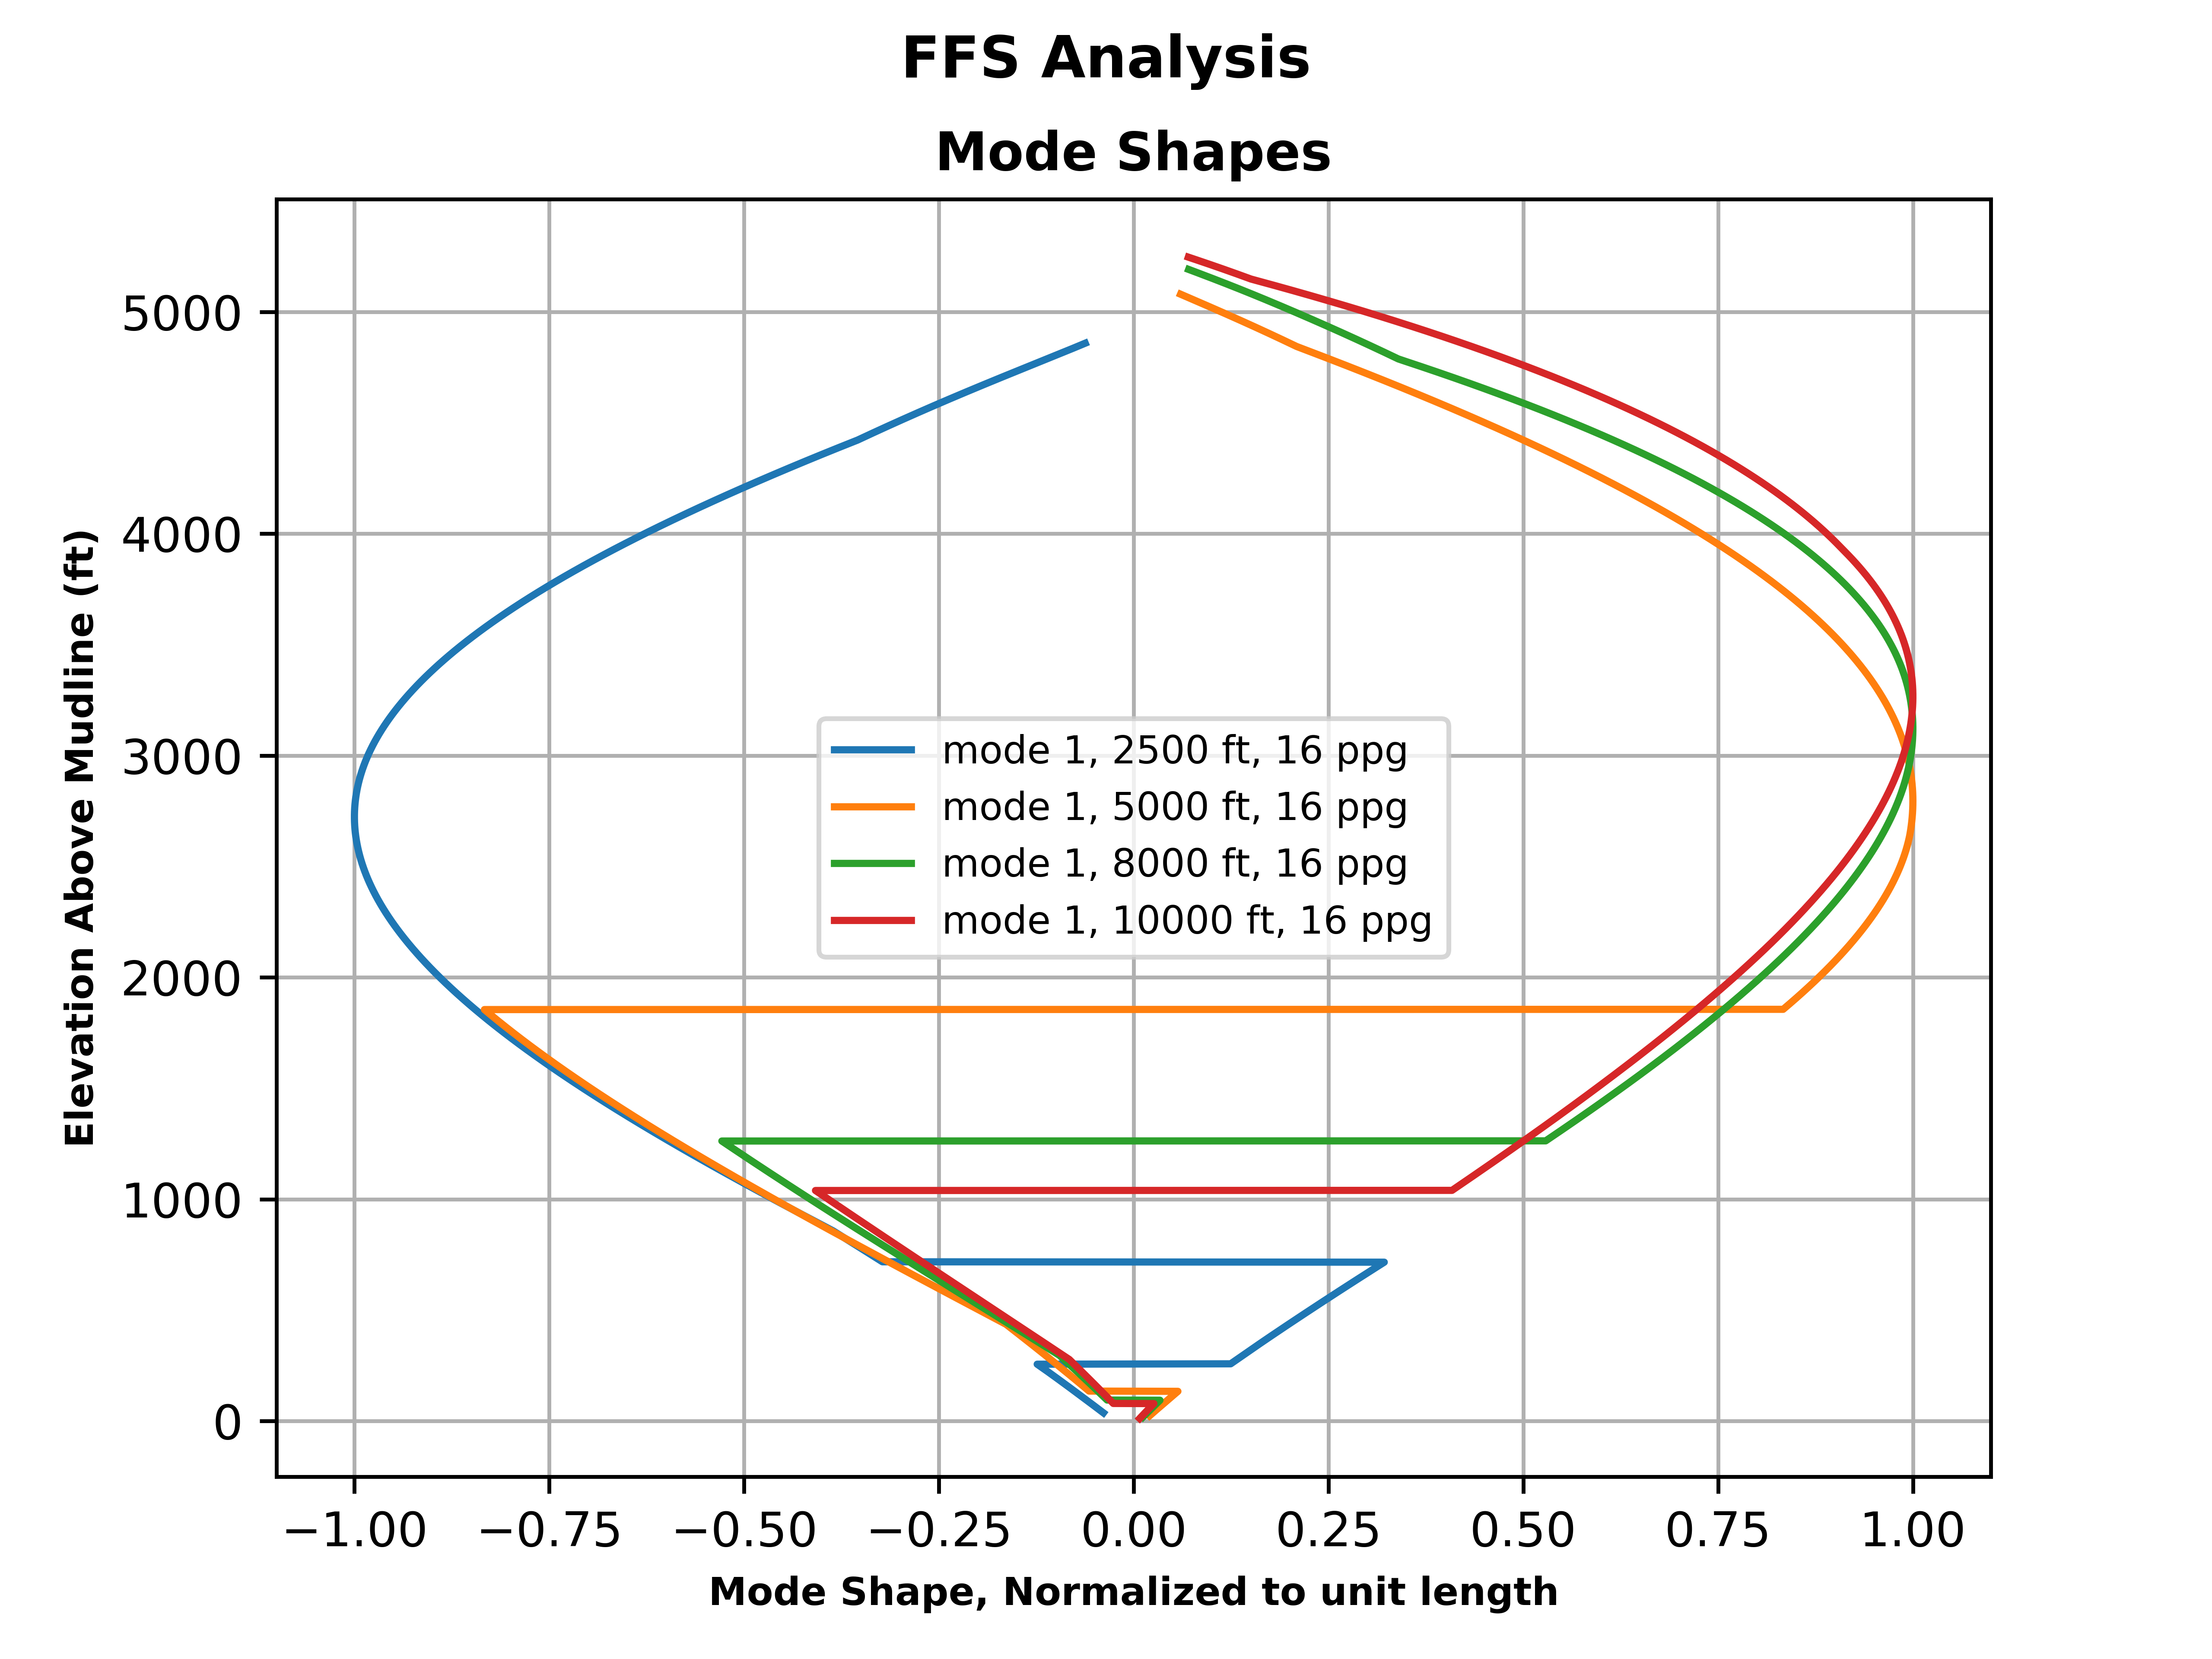 FFS Analysis
Mode Shapes
Elevation Above Mudline (ft)
5000
4000
3000
2000
1000
0
mode 1, 2500 ft, 16 ppg
mode 1, 5000 ft, 16 ppg
mode 1, 8000 ft, 16 ppg
mode 1, 10000 ft, 16 ppg
−1.00 −0.75 −0.50 −0.25 0.00 0.25 0.50 0.75 1.00
Mode Shape, Normalized to unit length